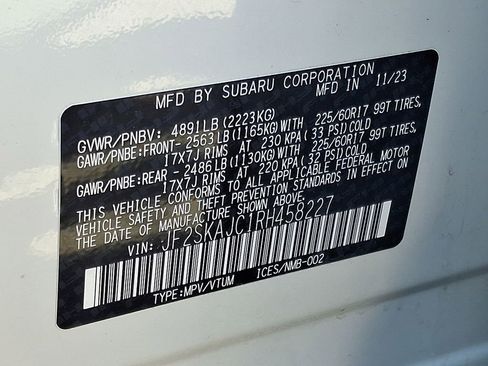 MFD BY SUBARU CORPORATION MFD IN 11/23
GVWR/PNBV: 4891LB(2223KG)
GAWR/PNBE:FRONT- 2563LB(1165KG)WITH 225/60R17 99T TIRES,
17X7J RIMS AT 230 KPA( 33 PSI) COLD
GAWR/PNBE:REAR - 2486LB(1130KG)WITH 225/60R17 99T TIRES,
17X7J RIMS AT 220 KPA( 32 PSI) COLD
THIS VEHICLE CONFORMS TO ALL APPLICABLE FEDERAL MOTOR
VEHICLE SAFETY AND THEFT PREVENTION STANDARDS IN EFFECT ON
THIS DATE OF MANUFACTURE SHOWN ABOVE.
VIN: JF2SKAJC1RH458227
TYPE:MPV/VTUM ICES/NMB-002